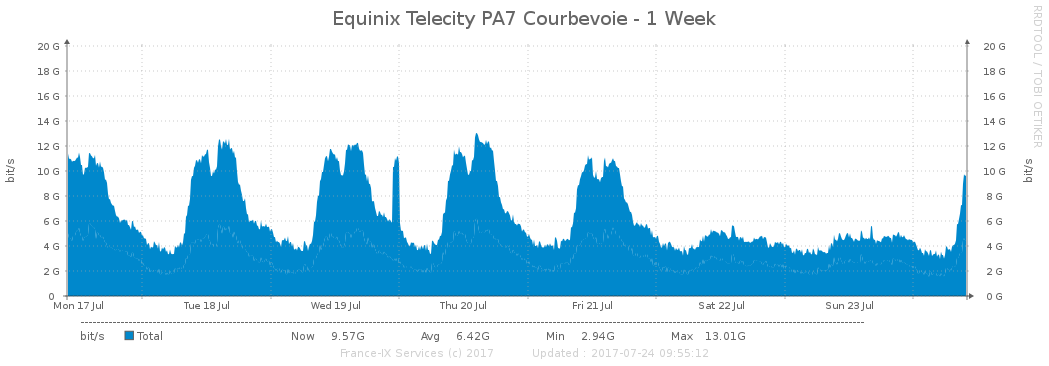 Equinix Telecity PA7 Courbevoie - 1 Week
RRDTOOL / TOBI OETIKER
bit/s
20 G 20 G
18 G 18 G
16 G 16 G
14 G 14 G
12 G 12 G
10 G 10 G
8 G 8 G
6 G 6 G
4 G 4 G
2 G 2 G
0 0 G
bit/s
Mon 17 Jul Tue 18 Jul Wed 19 Jul Thu 20 Jul Fri 21 Jul Sat 22 Jul Sun 23 Jul
bit/s Total Now 9.57G Avg 6.42G Min 2.94G Max 13.01G
France-IX Services (c) 2017 Updated : 2017-07-24 09:55:12